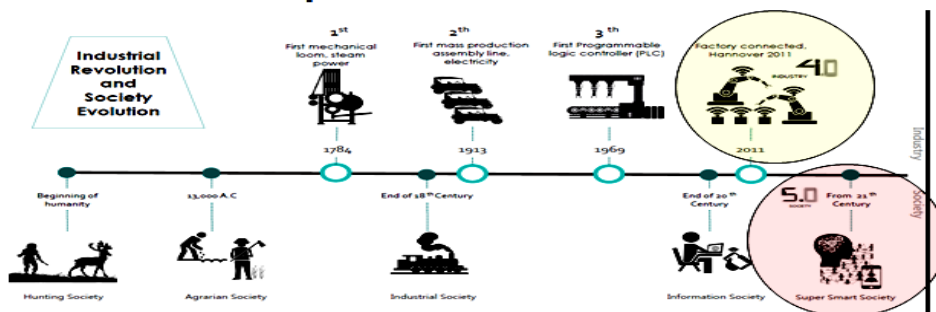 Industrial
Revolution
and
Society
Evolution
1st
First mechanical
loom, steam
power
1784
2th
First mass production
assembly line,
electricity
1913
3th
First Programmable
logic controller (PLC)
1969
Factory connected,
Hannover 2011
INDUSTRY 4.0
2011
Industry
Society
Beginning of
humanity
Hunting Society
13,000 A.C
Agrarian Society
End of 18th Century
Industrial Society
End of 20th
Century
Information Society
5.0
SOCIETY
From 21th
Century
Super Smart Society